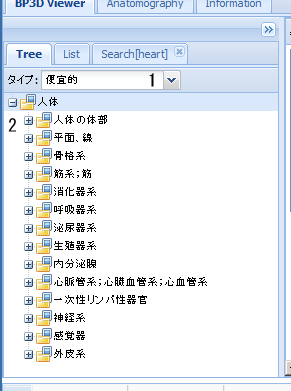 BP3D Viewer Anatomography Information
Tree List Search[heart]
タイプ: 便宜的 1
人体
2
人体の体部
平面、線
骨格系
筋系;筋
消化器系
呼吸器系
泌尿器系
生殖器系
内分泌腺
心脈管系;心臓血管系;心血管系
一次性リンパ性器官
神経系
感覚器
外皮系